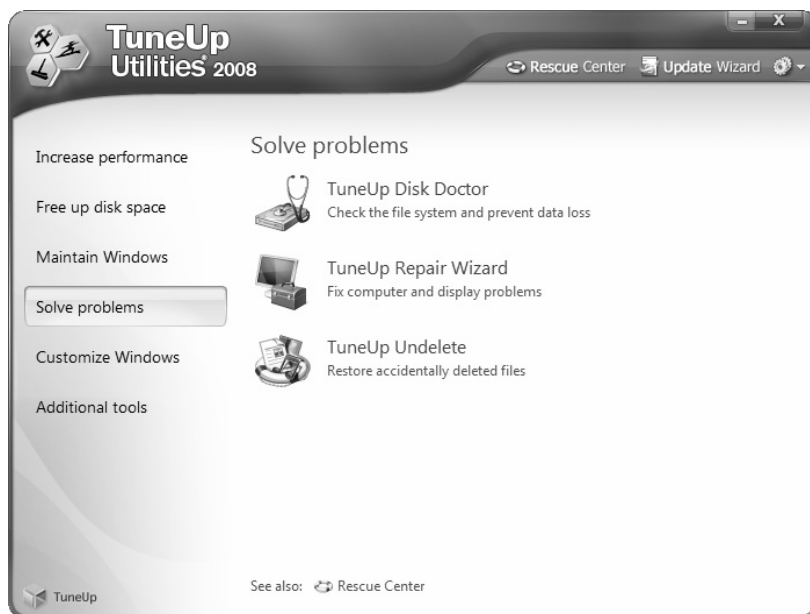 TuneUp
Utilities® 2008
X
Rescue Center Update Wizard
Increase performance
Free up disk space
Maintain Windows
Solve problems
Customize Windows
Additional tools
Solve problems
TuneUp Disk Doctor
Check the file system and prevent data loss
TuneUp Repair Wizard
Fix computer and display problems
TuneUp Undelete
Restore accidentally deleted files
See also: Rescue Center
TuneUp